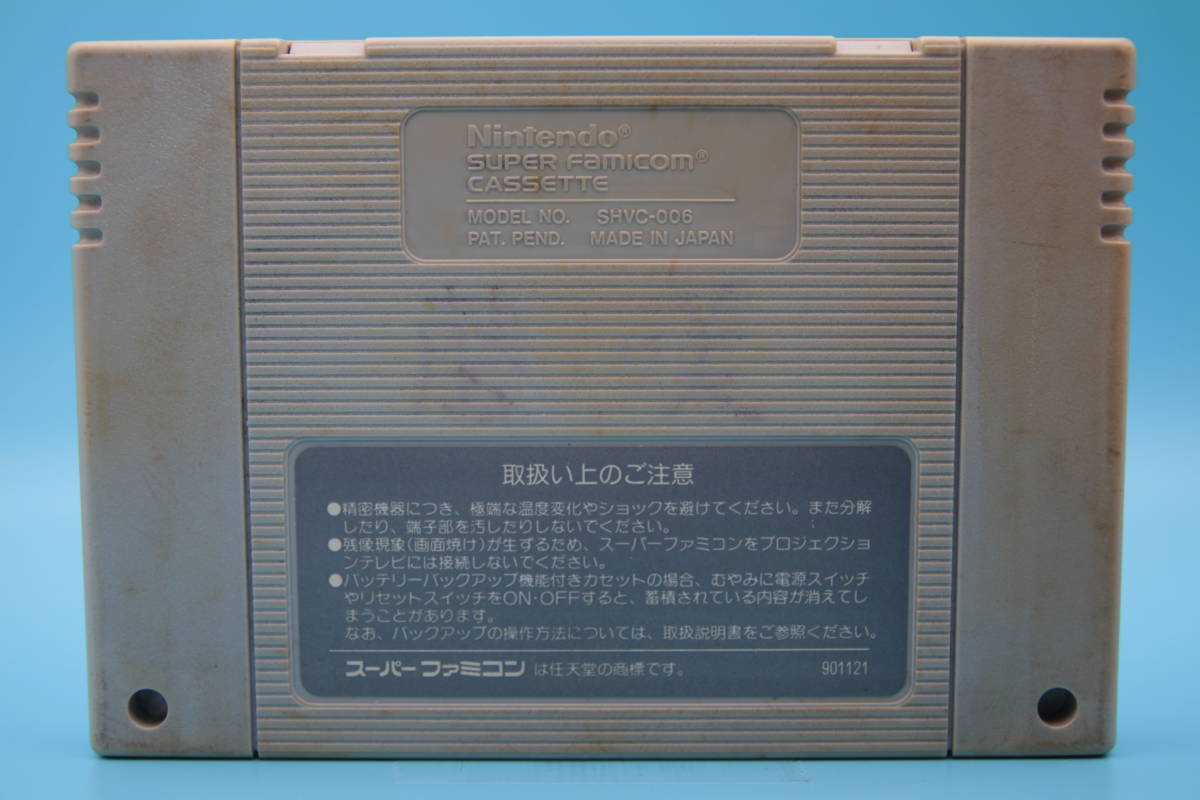 Nintendo®
SUPER FAMICOM®
CASSETTE
MODEL NO. SHVC-006
PAT. PEND. MADE IN JAPAN
取扱い上のご注意
●精密機器につき、極端な温度変化やショックを避けてください。また分解
したり、端子部を汚したりしないでください。
●残像現象(画面焼け)が生ずるため、スーパーファミコンをプロジェクショ
ンテレビには接続しないでください。
●バッテリーバックアップ機能付きカセットの場合、むやみに電源スイッチ
やリセットスイッチをON・OFFすると、蓄積されている内容が消えてし
まうことがあります。
なお、バックアップの操作方法については、取扱説明書をご参照ください。
スーパーファミコン は任天堂の商標です。 901121